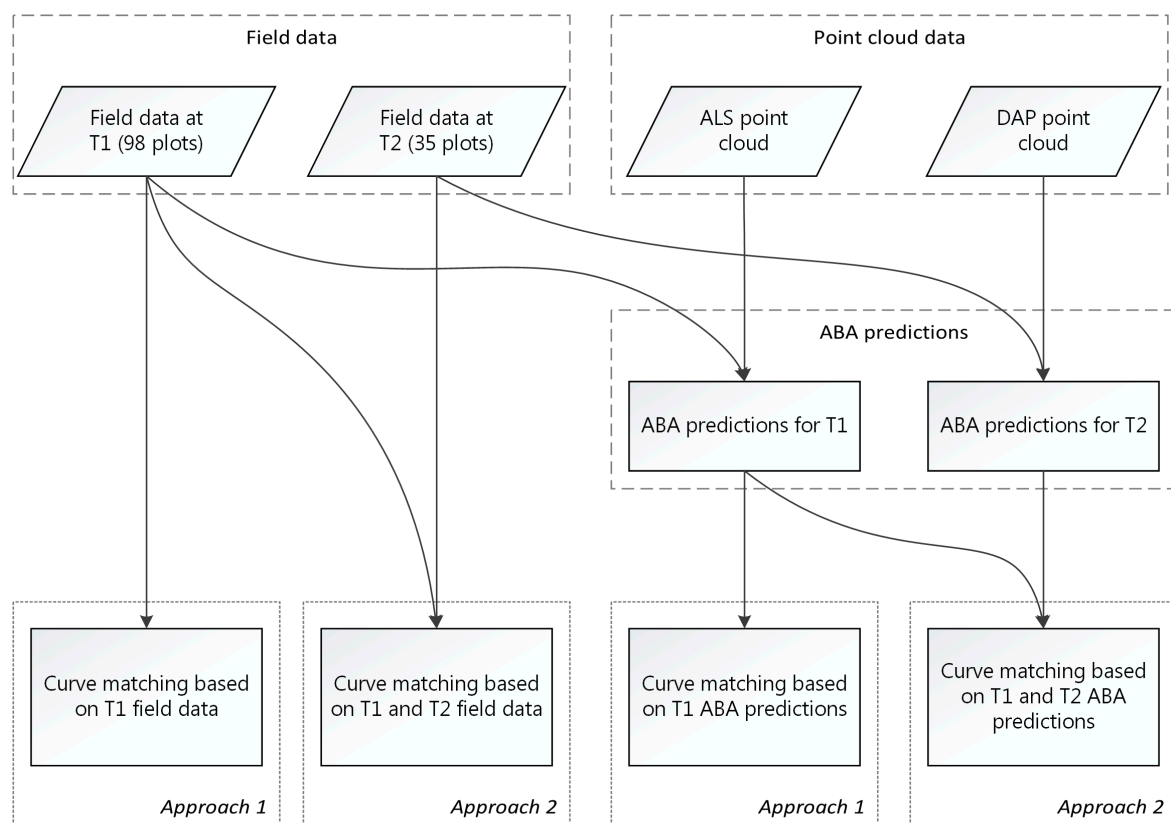 Field data
Point cloud data
Field data at
T1 (98 plots)
Field data at
T2 (35 plots)
ALS point
cloud
DAP point
cloud
ABA predictions
ABA predictions for T1
ABA predictions for T2
Curve matching based
on T1 field data
Curve matching based
on T1 and T2 field data
Curve matching based
on T1 ABA predictions
Curve matching based
on T1 and T2 ABA
predictions
Approach 1
Approach 2
Approach 1
Approach 2